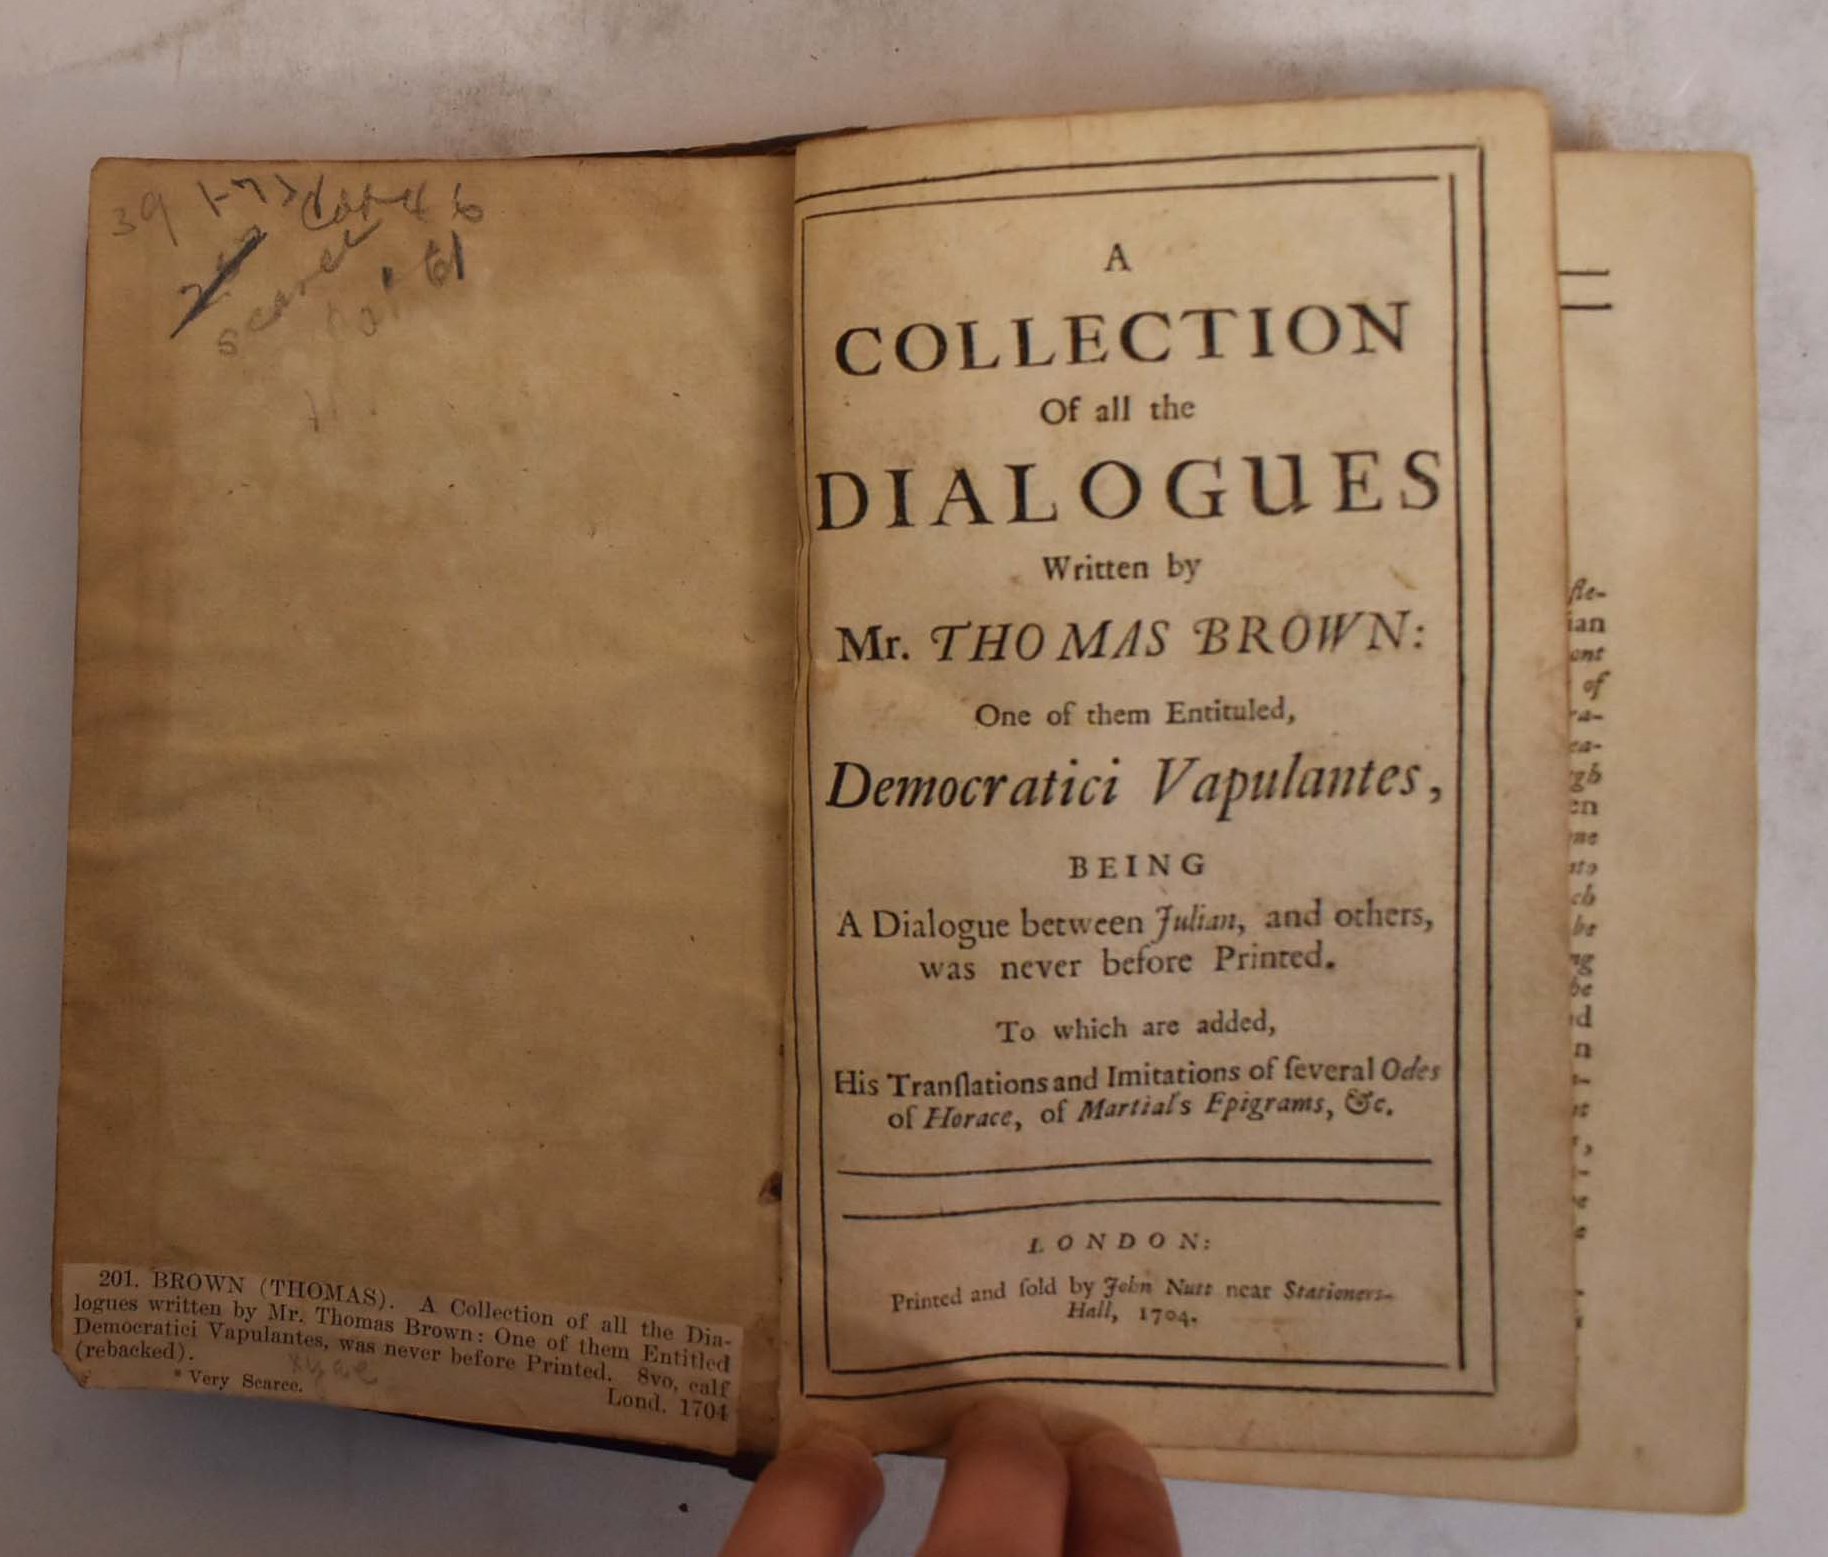 39
scarce
61
201. BROWN (THOMAS). A Collection of all the Dia-
logues written by Mr. Thomas Brown: One of them Entitled
Democratici Vapulantes, was never before Printed. 8vo, calf
(rebacked). Lond. 1704
* Very Scarce.
A
COLLECTION
Of all the
DIALOGUES
Written by
Mr. THOMAS BROWN:
One of them Entituled,
Democratici Vapulantes,
BEING
A Dialogue between Julian, and others,
was never before Printed.
To which are added,
His Tranſlations and Imitations of ſeveral Odes
of Horace, of Martial's Epigrams, &c.
LONDON:
Printed and ſold by John Nutt near Stationers-
Hall, 1704.